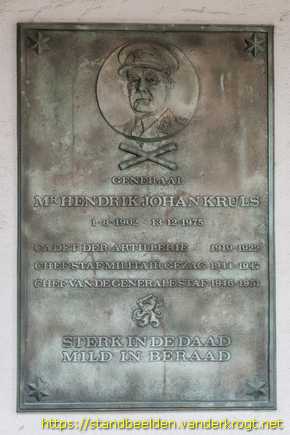 GENERAAL
Mr HENDRIK JOHAN KRULS
1-8-1902 - 13-12-1975
CADET DER ARTILLERIE 1919-1922
CHEF STAF MILITAIR GEZAG 1944-1945
CHEF VAN DE GENERALE STAF 1945-1951
STERK IN DE DAAD
MILD IN BERAAD
https://standbeelden.vanderkrogt.net